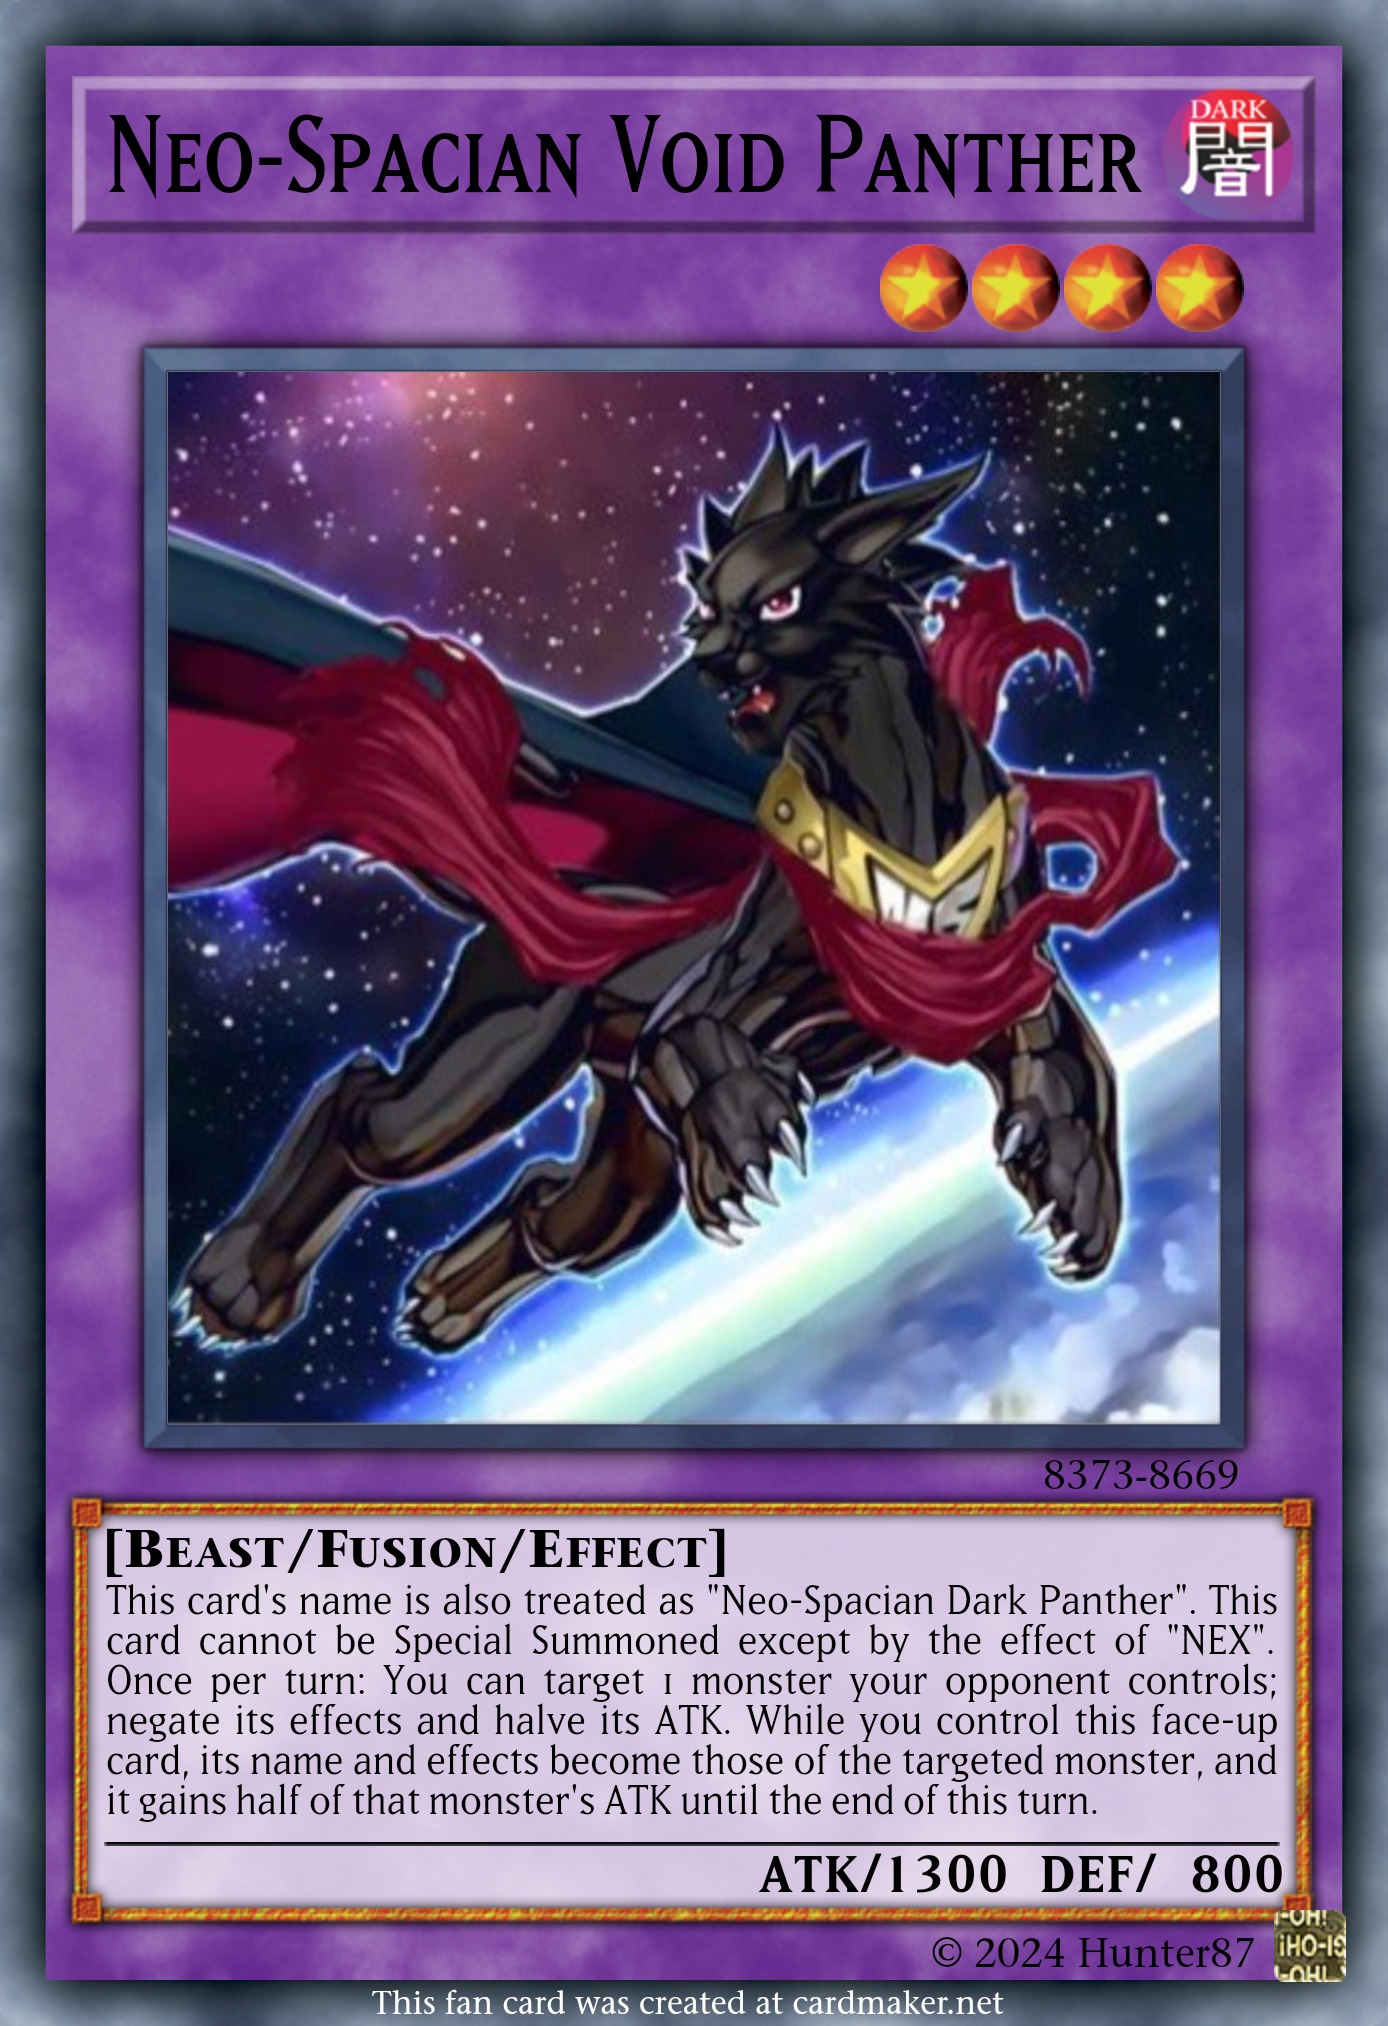 Neo-Spacian Void Panther
DARK
闇
NS
8373-8669
[Beast/Fusion/Effect]
This card's name is also treated as "Neo-Spacian Dark Panther". This
card cannot be Special Summoned except by the effect of "NEX".
Once per turn: You can target 1 monster your opponent controls;
negate its effects and halve its ATK. While you control this face-up
card, its name and effects become those of the targeted monster, and
it gains half of that monster's ATK until the end of this turn.
ATK/1300 DEF/ 800
© 2024 Hunter87
-OH!
-OH!
This fan card was created at cardmaker.net